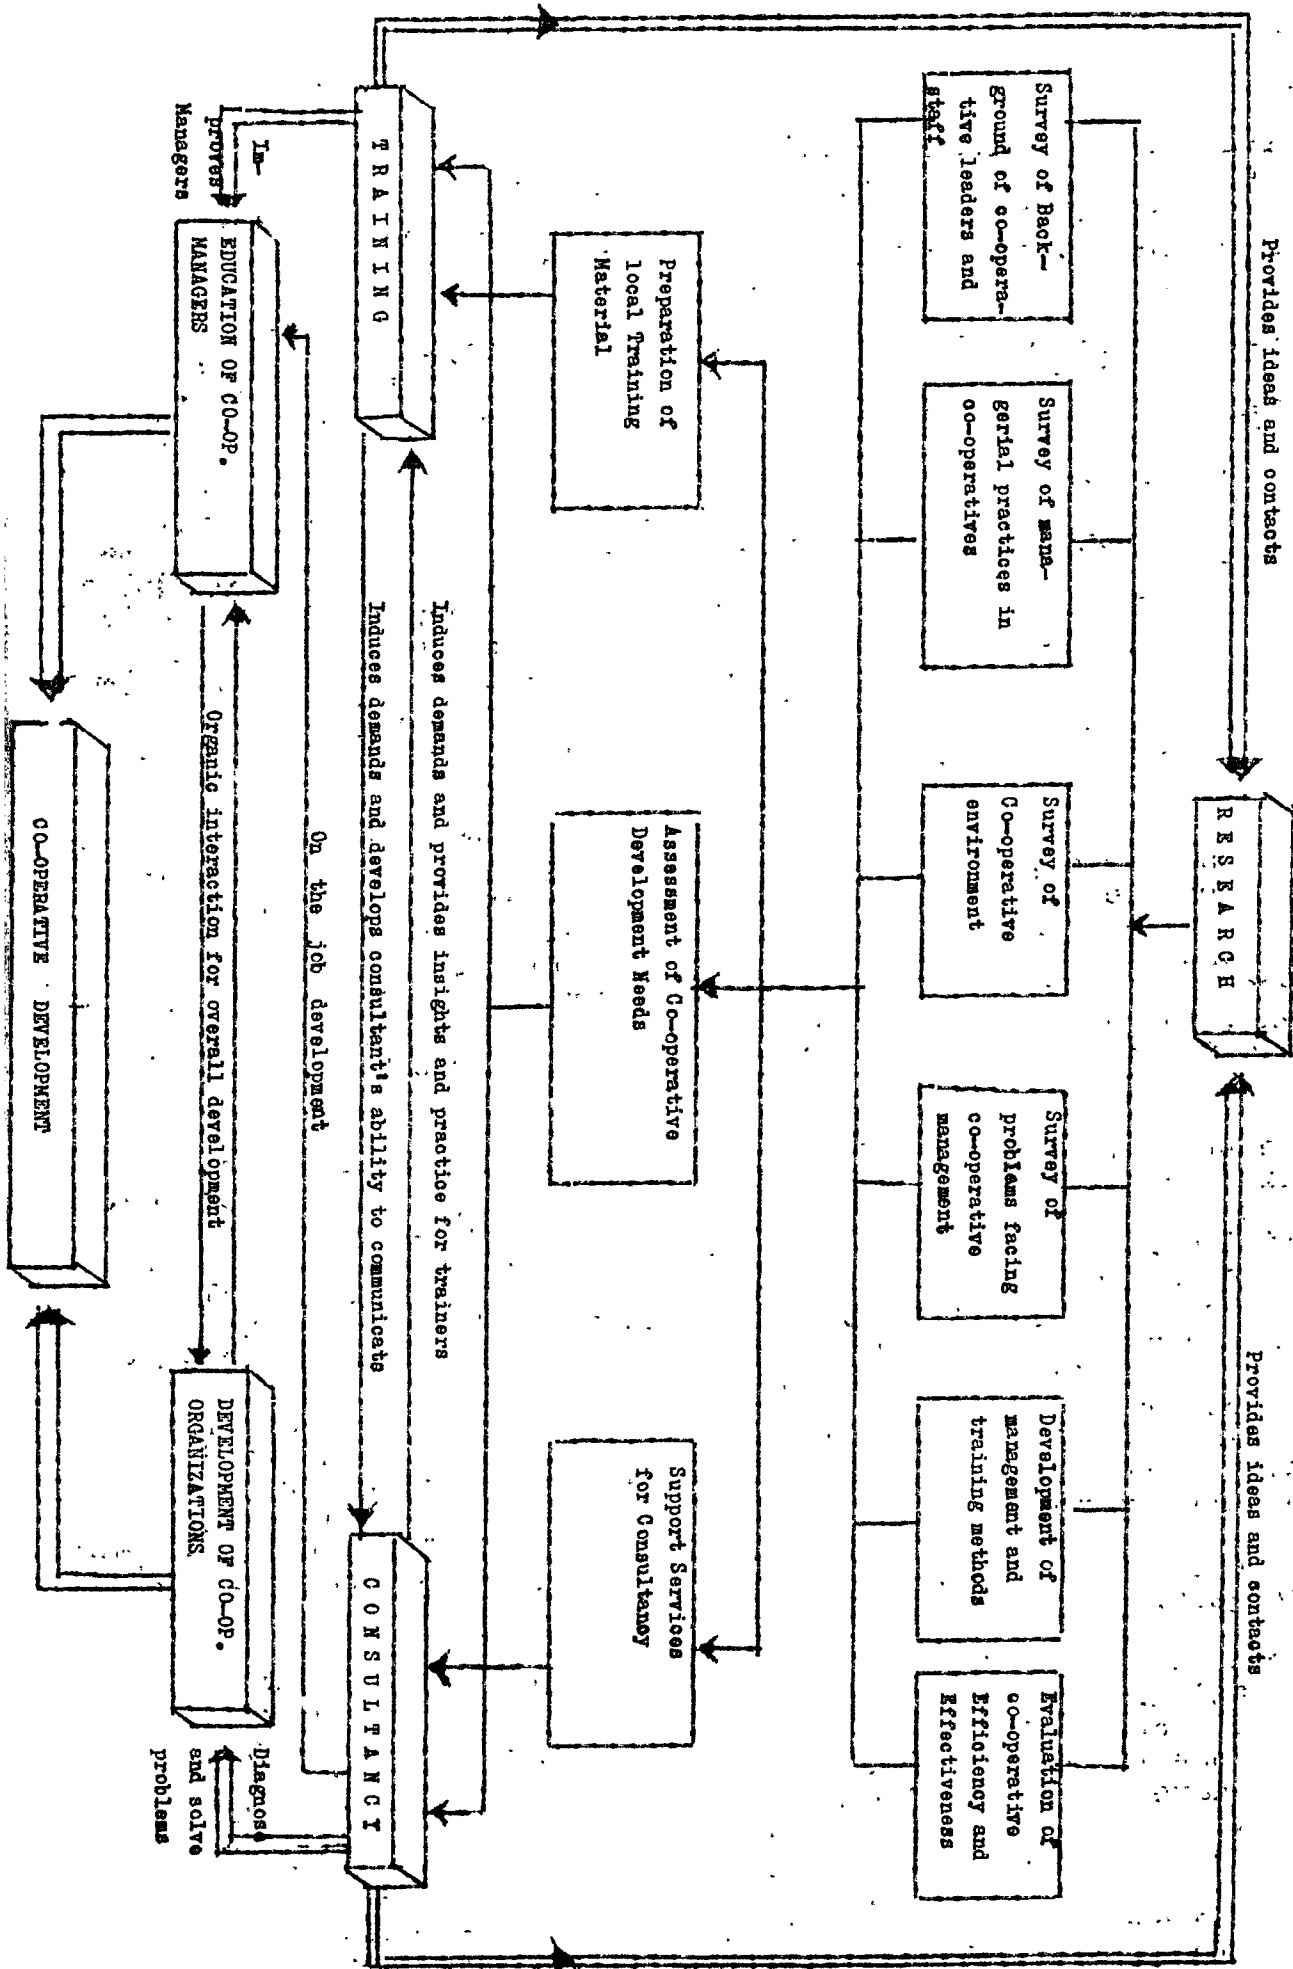 Provides ideas and contacts
Provides ideas and contacts
R E S E A R C H
Survey of Back-
ground of co-opera-
tive leaders and
staff
Survey of mana-
gerial practices in
co-operatives
Survey of
Co-operative
environment
Survey of
problems facing
co-operative
management
Development of
management and
training methods
Evaluation of
co-operative
Efficiency and
Effectiveness
Preparation of
local Training
Material
Assessment of Co-operative
Development Needs
Support Services
for Consultancy
T R A I N I N G
Induces demands and provides insights and practice for trainers
Induces demands and develops consultant's ability to communicate
C O N S U L T A N C Y
On the job development
Im-
proves
Managers
EDUCATION OF CO-OP.
MANAGERS
Organic interaction for overall development
DEVELOPMENT OF CO-OP.
ORGANIZATIONS
Diagnose
and solve
problems
CO-OPERATIVE DEVELOPMENT